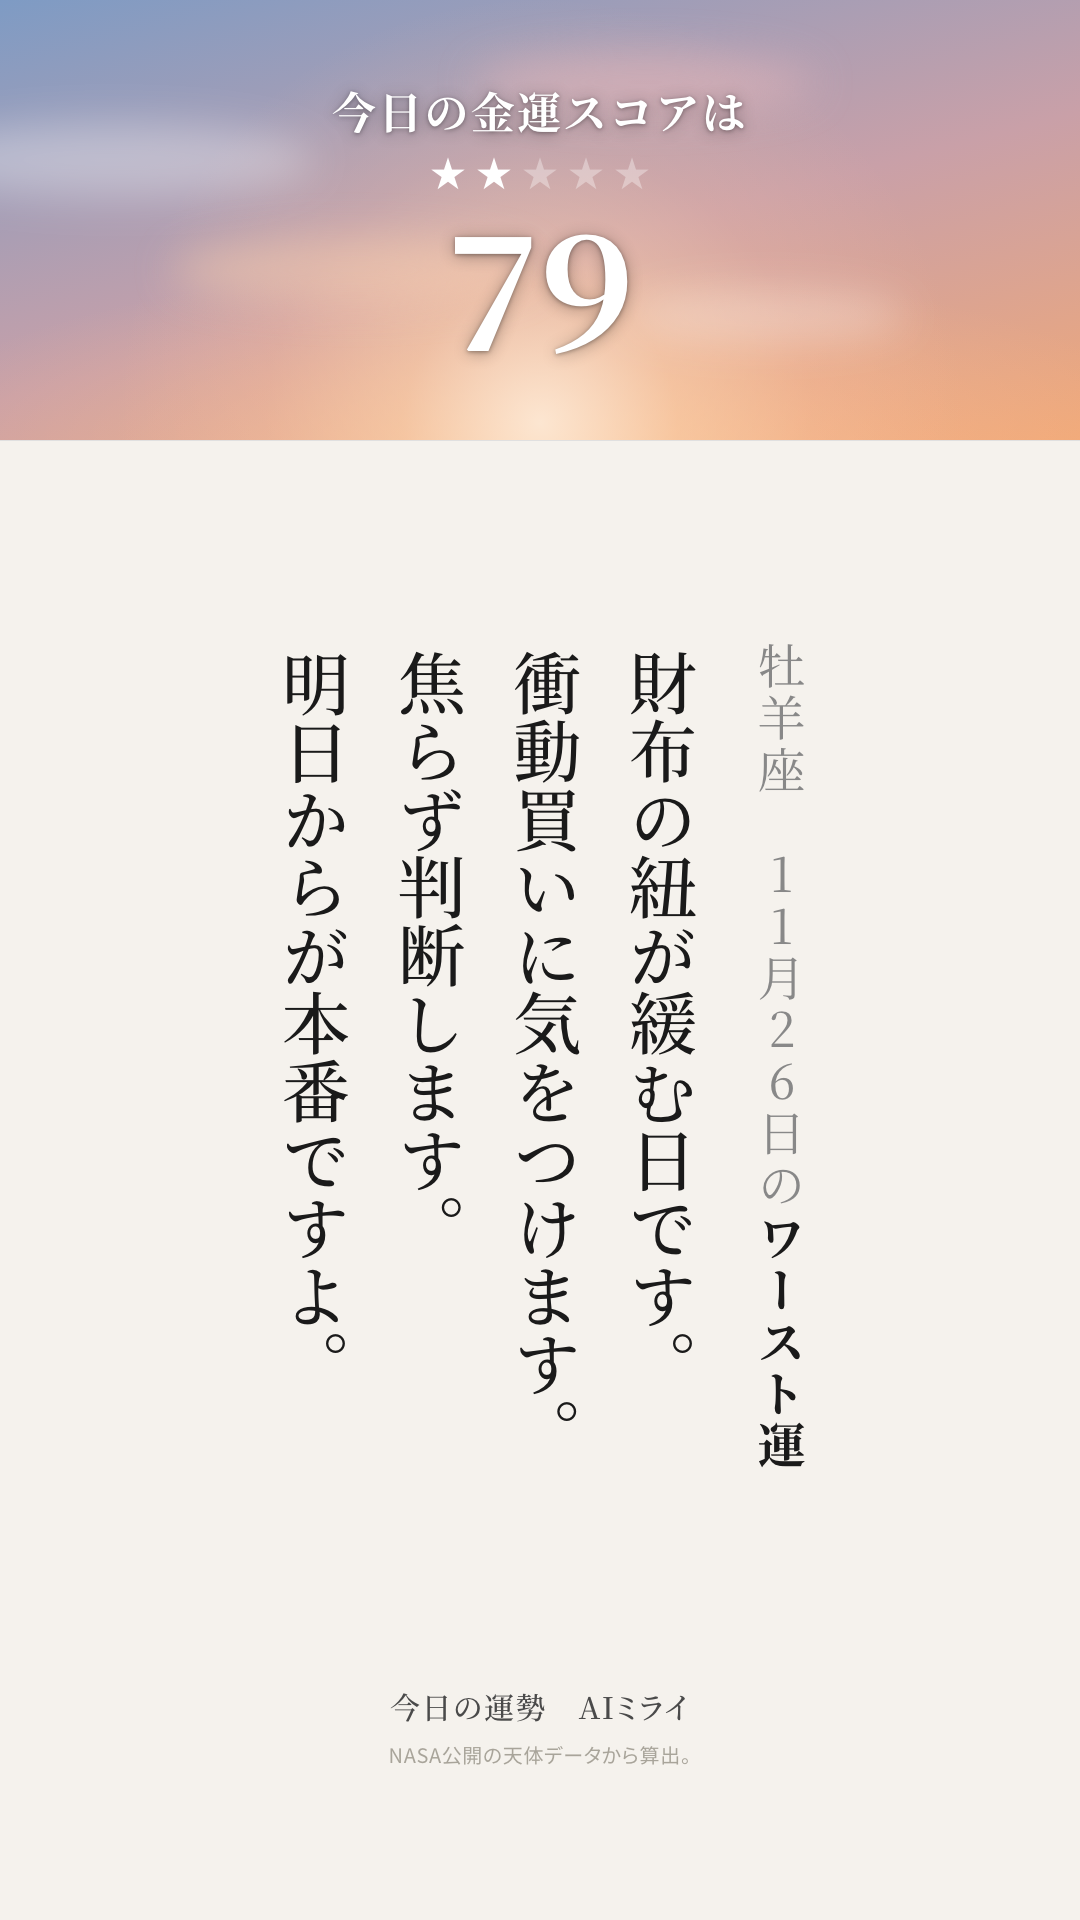 今日の金運スコアは
★★★★★
79
牡羊座　11月26日のワースト運
財布の紐が緩む日です。
衝動買いに気をつけます。
焦らず判断します。
明日からが本番ですよ。
今日の運勢　AIミライ
NASA公開の天体データから算出。